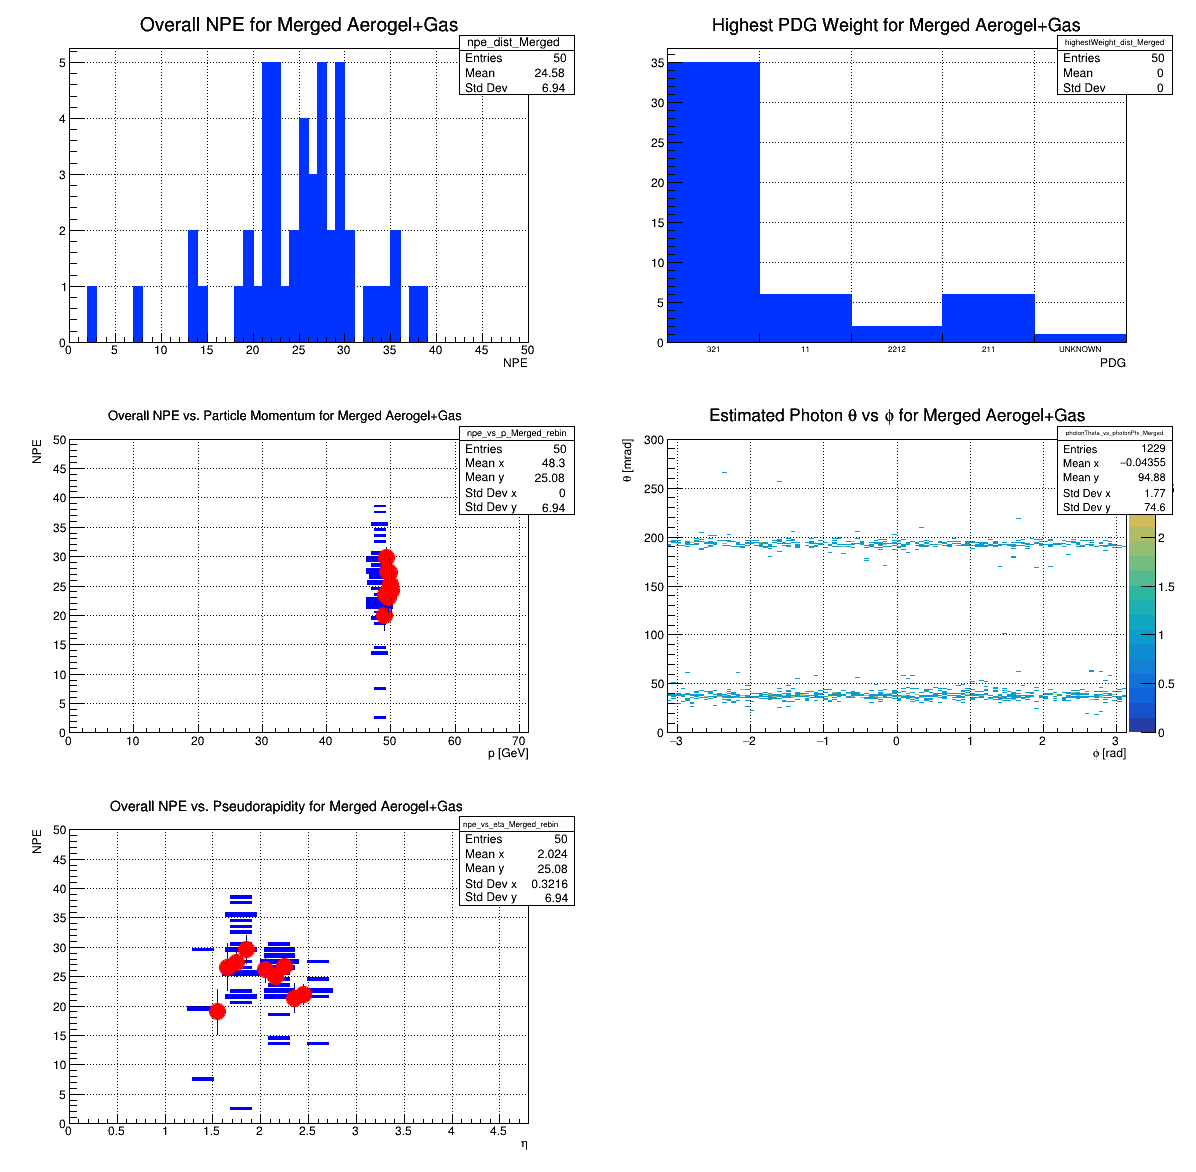 Overall NPE for Merged Aerogel+Gas
npe_dist_Merged
Entries 50
Mean 24.58
Std Dev 6.94
5
4
3
2
1
0
0 5 10 15 20 25 30 35 40 45 50
NPE
Highest PDG Weight for Merged Aerogel+Gas
highestWeight_dist_Merged
Entries 50
Mean 0
Std Dev 0
35
30
25
20
15
10
5
0
321 11 2212 211 UNKNOWN
PDG
Overall NPE vs. Particle Momentum for Merged Aerogel+Gas
npe_vs_p_Merged_rebin
Entries 50
Mean x 48.3
Mean y 25.08
Std Dev x 0
Std Dev y 6.94
NPE
50
45
40
35
30
25
20
15
10
5
0
0 10 20 30 40 50 60 70
p [GeV]
Estimated Photon θ vs ϕ for Merged Aerogel+Gas
photonTheta_vs_photonPhi_Merged
Entries 1229
Mean x −0.04355
Mean y 94.88
Std Dev x 1.77
Std Dev y 74.6
θ [mrad]
300
250
200
150
100
50
0
−3 −2 −1 0 1 2 3
ϕ [rad]
2
1.5
1
0.5
0
Overall NPE vs. Pseudorapidity for Merged Aerogel+Gas
npe_vs_eta_Merged_rebin
Entries 50
Mean x 2.024
Mean y 25.08
Std Dev x 0.3216
Std Dev y 6.94
NPE
50
45
40
35
30
25
20
15
10
5
0
0 0.5 1 1.5 2 2.5 3 3.5 4 4.5
η